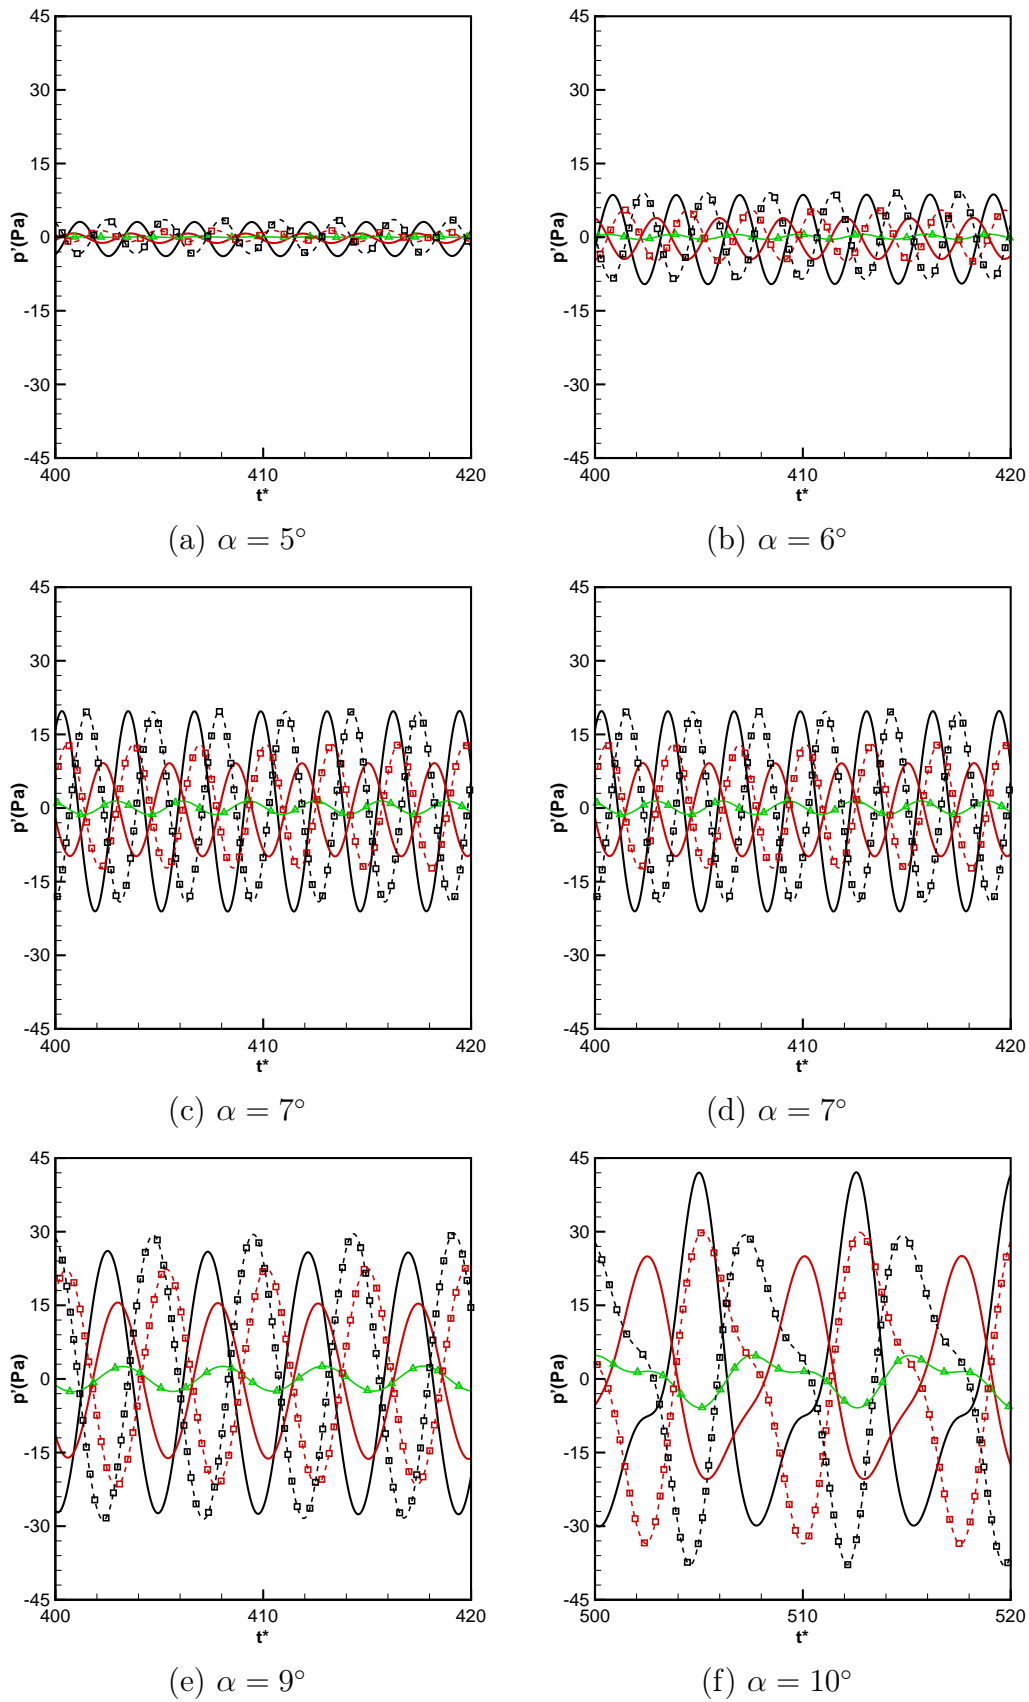 45
30
15
0
-15
-30
-45
p'(Pa)
400 410 420
t*
(a) α = 5°
45
30
15
0
-15
-30
-45
p'(Pa)
400 410 420
t*
(b) α = 6°
45
30
15
0
-15
-30
-45
p'(Pa)
400 410 420
t*
(c) α = 7°
45
30
15
0
-15
-30
-45
p'(Pa)
400 410 420
t*
(d) α = 7°
45
30
15
0
-15
-30
-45
p'(Pa)
400 410 420
t*
(e) α = 9°
45
30
15
0
-15
-30
-45
p'(Pa)
500 510 520
t*
(f) α = 10°